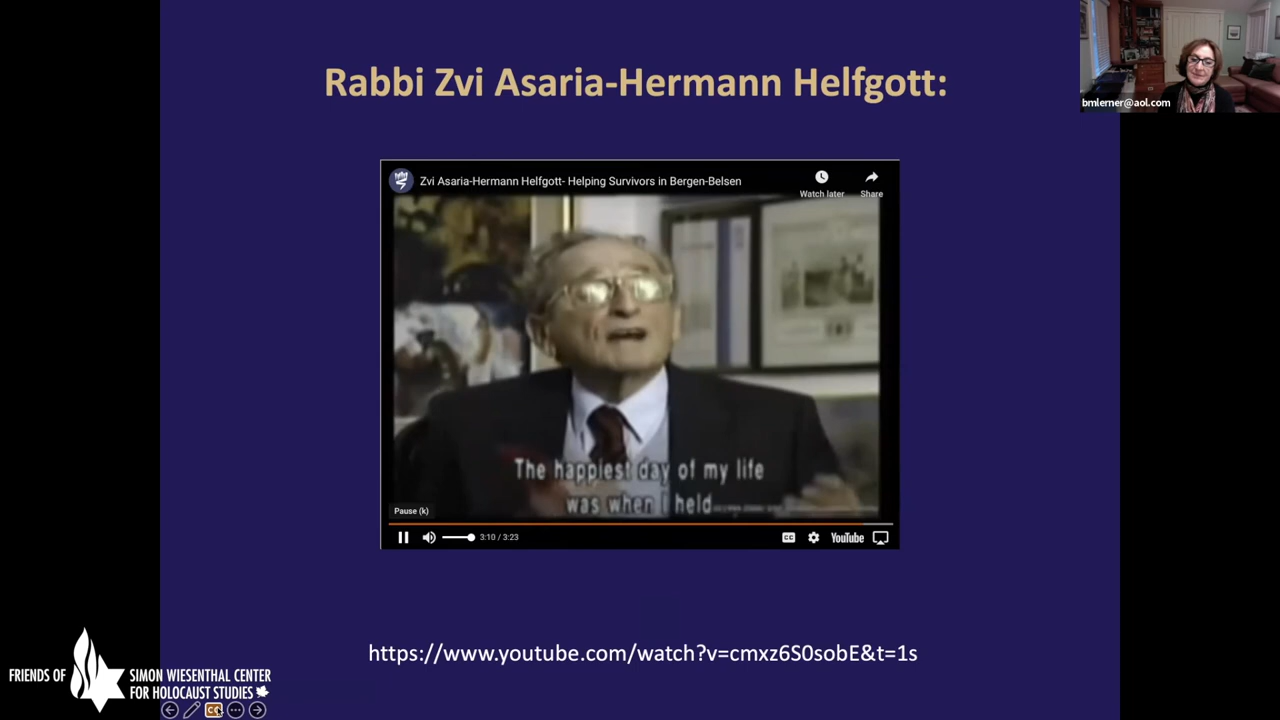 Rabbi Zvi Asaria-Hermann Helfgott:
bmlerner@aol.com
Zvi Asaria-Hermann Helfgott- Helping Survivors in Bergen-Belsen
Watch later
Share
The happiest day of my life
was when I held
Pause (k)
3:10 / 3:23
CC
YouTube
https://www.youtube.com/watch?v=cmxz6S0sobE&t=1s
FRIENDS OF
SIMON WIESENTHAL CENTER
FOR HOLOCAUST STUDIES